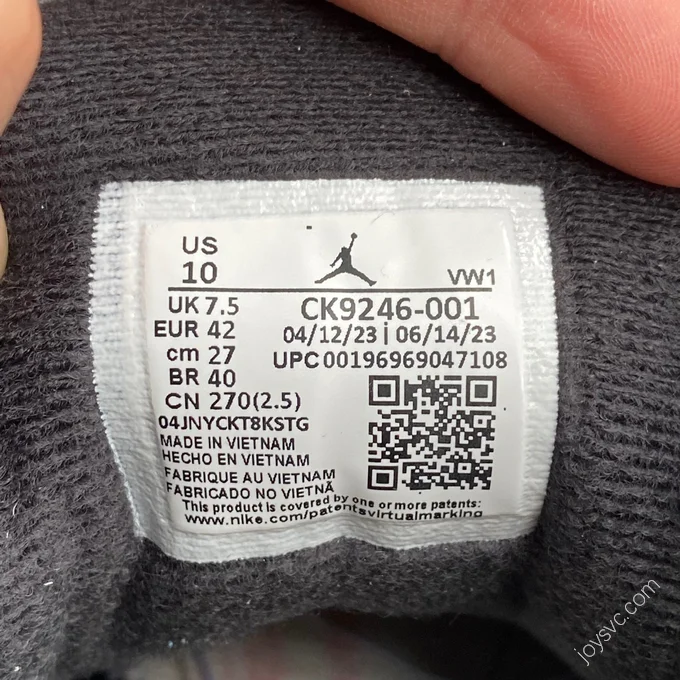 US
10
VW1
UK 7.5
CK9246-001
EUR 42
04/12/23 | 06/14/23
cm 27
UPC00196969047108
BR 40
CN 270(2.5)
04JNYCKT8KSTG
MADE IN VIETNAM
HECHO EN VIETNAM
FABRIQUE AU VIETNAM
FABRICADO NO VIETNÃ
This product is covered by one or more patents:
www.nike.com/patentsvirtualmarking
joysvc.com